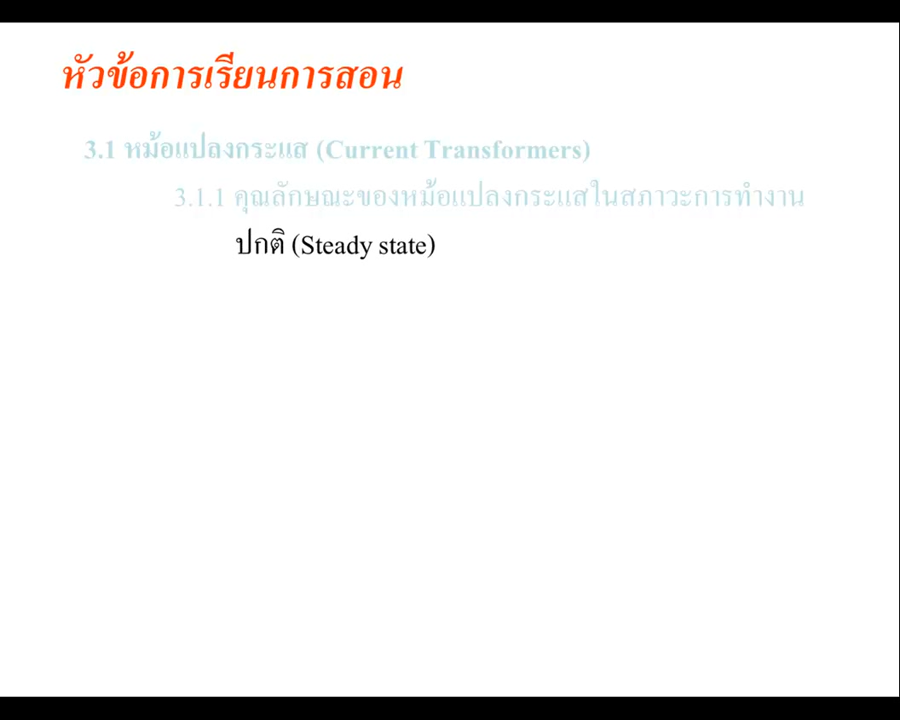 หัวข้อการเรียนการสอน
3.1 หม้อแปลงกระแส (Current Transformers)
3.1.1 คุณลักษณะของหม้อแปลงกระแสในสภาวะการทำงาน
ปกติ (Steady state)